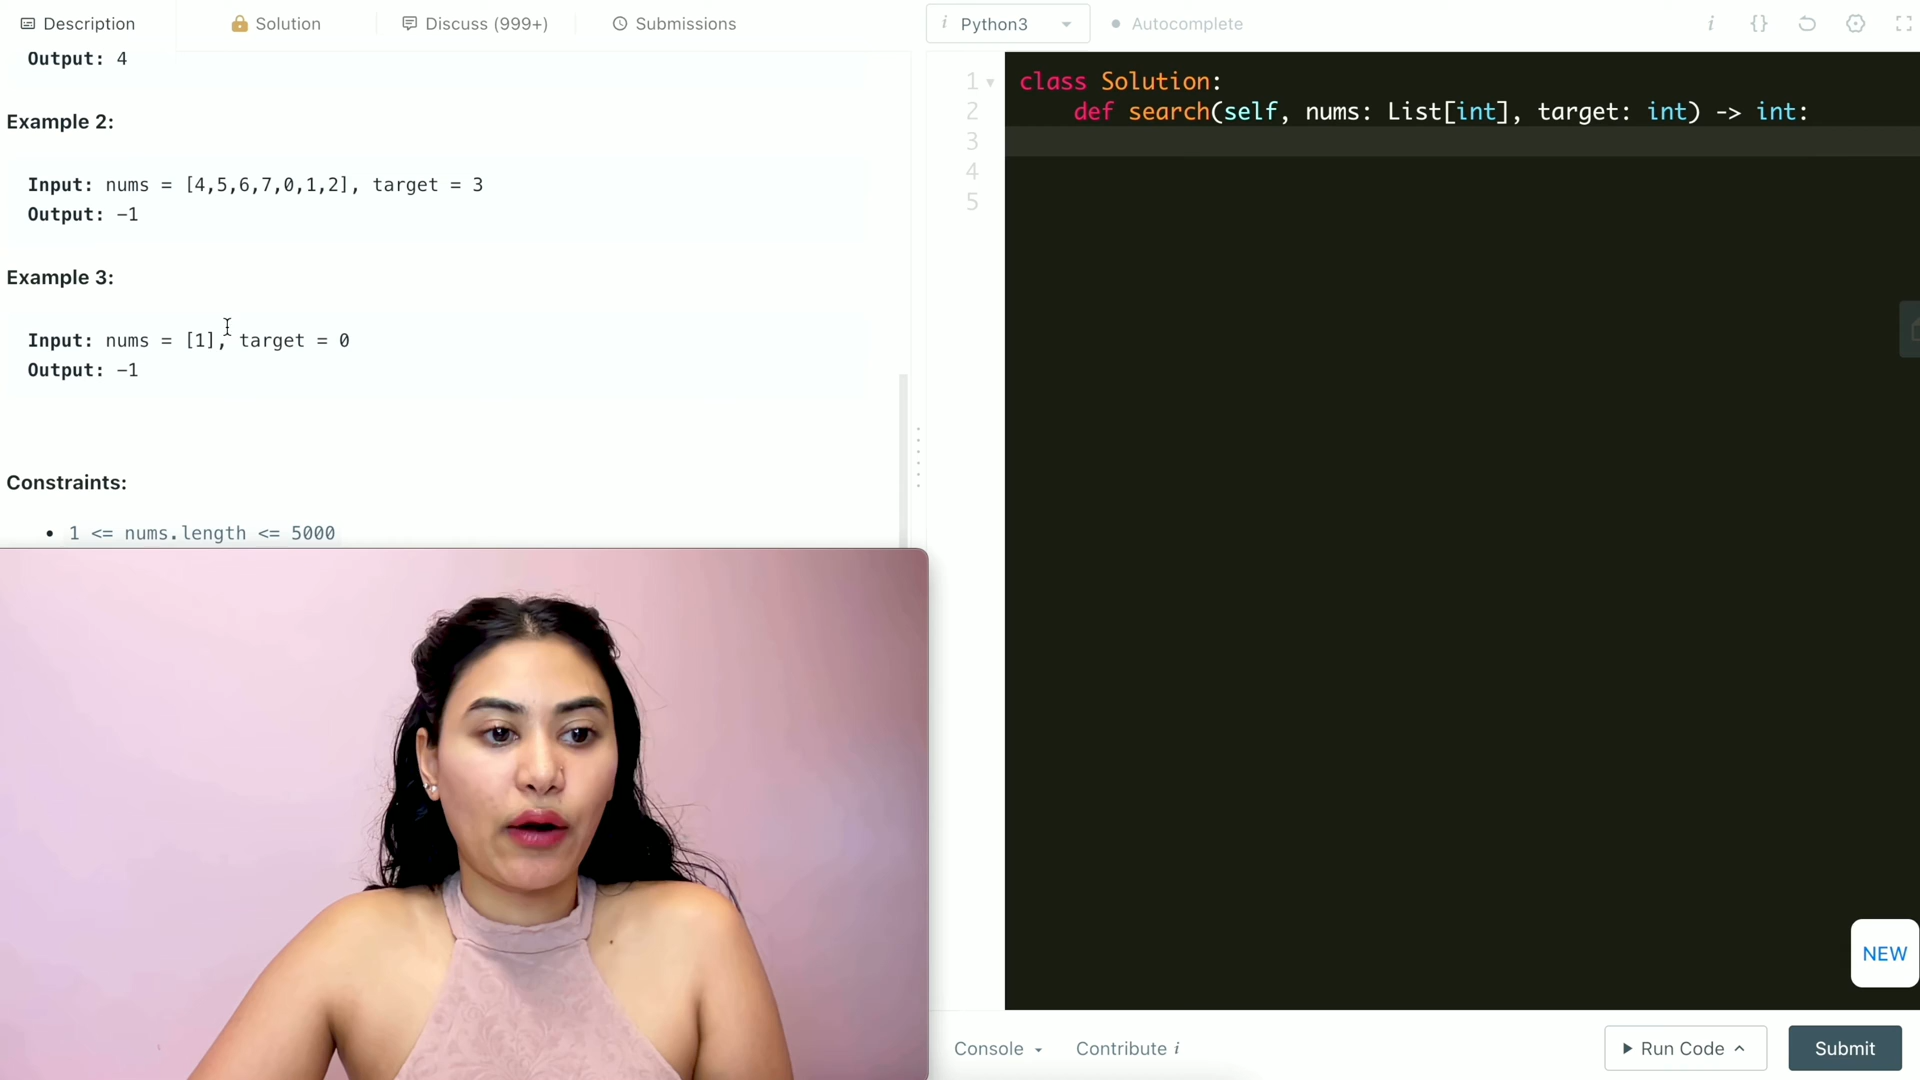 Description
Solution
Discuss (999+)
Submissions
i Python3
Autocomplete
i {}
Output: 4
Example 2:
Input: nums = [4,5,6,7,0,1,2], target = 3
Output: -1
Example 3:
Input: nums = [1], target = 0
Output: -1
Constraints:
• 1 <= nums.length <= 5000
1 class Solution:
2 def search(self, nums: List[int], target: int) -> int:
3
4
5
NEW
Console
Contribute i
Run Code
Submit